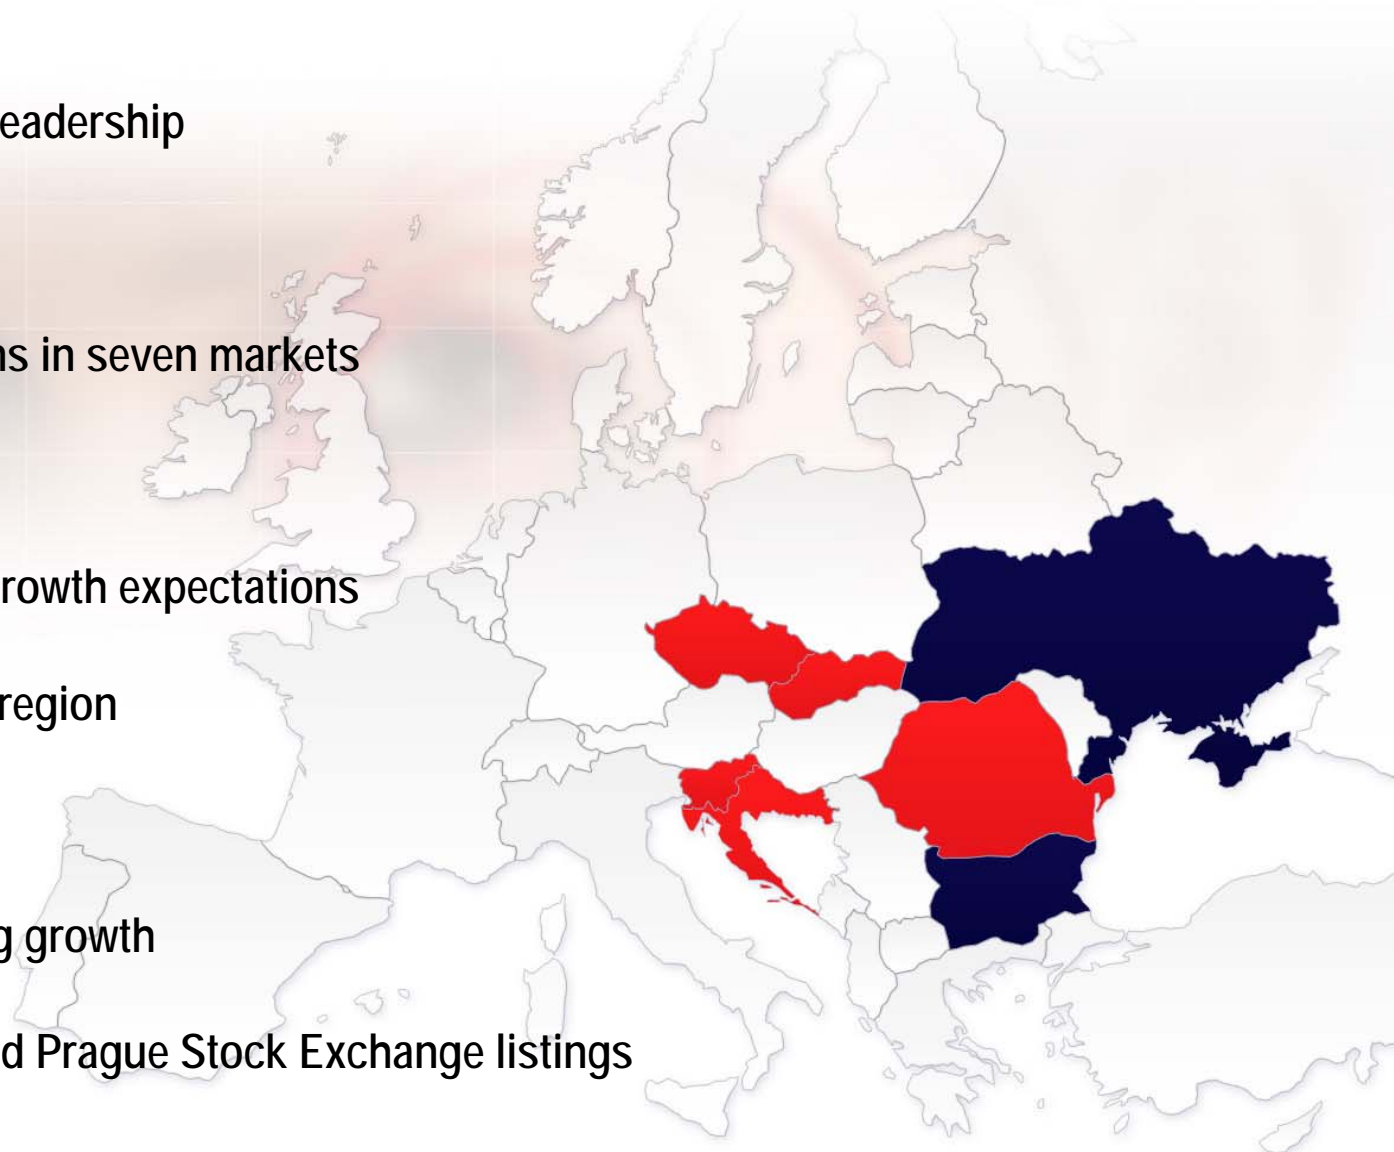 eadership
ns in seven markets
rowth expectations
region
g growth
d Prague Stock Exchange listings